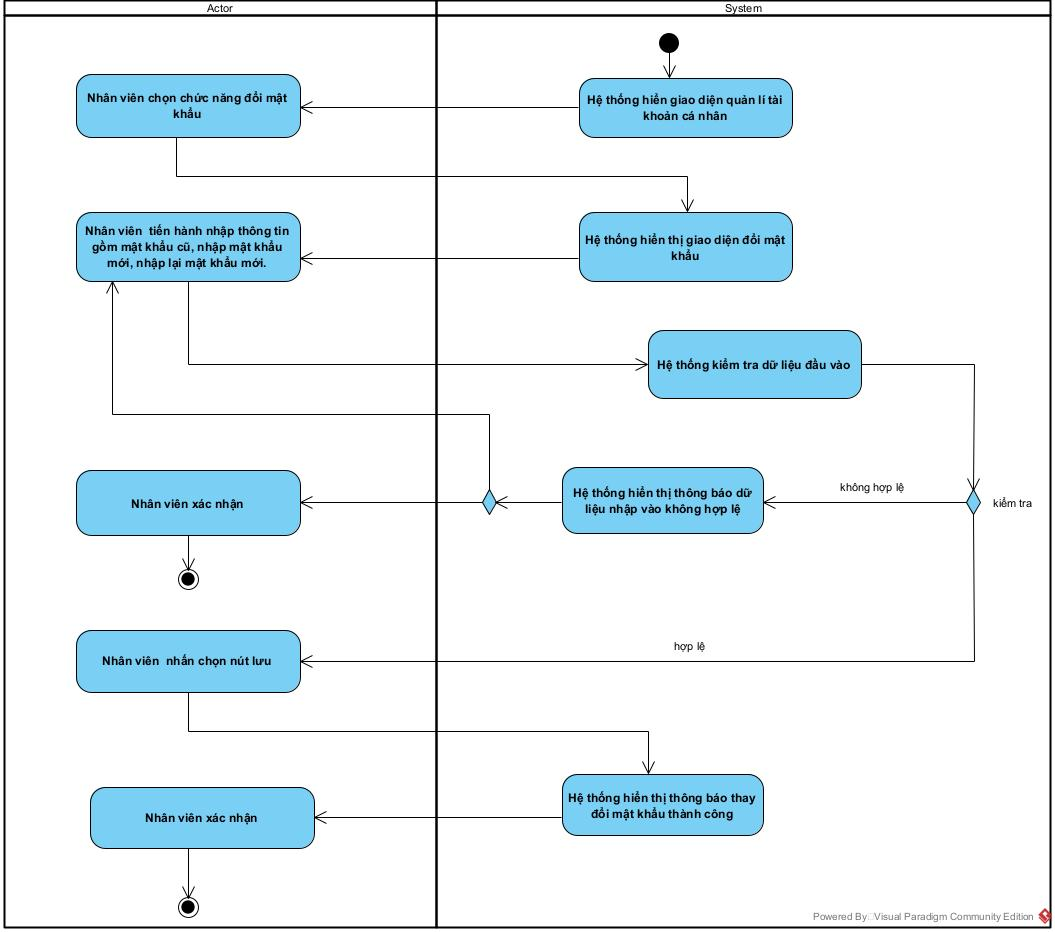 Actor
System
Nhân viên chọn chức năng đổi mật
khẩu
Hệ thống hiển giao diện quản lí tài
khoản cá nhân
Nhân viên  tiến hành nhập thông tin
gồm mật khẩu cũ, nhập mật khẩu
mới, nhập lại mật khẩu mới.
Hệ thống hiển thị giao diện đổi mật
khẩu
Hệ thống kiểm tra dữ liệu đầu vào
Nhân viên xác nhận
Hệ thống hiển thị thông báo dữ
liệu nhập vào không hợp lệ
không hợp lệ
kiểm tra
Nhân viên  nhấn chọn nút lưu
hợp lệ
Hệ thống hiển thị thông báo thay
đổi mật khẩu thành công
Nhân viên xác nhận
Powered By Visual Paradigm Community Edition